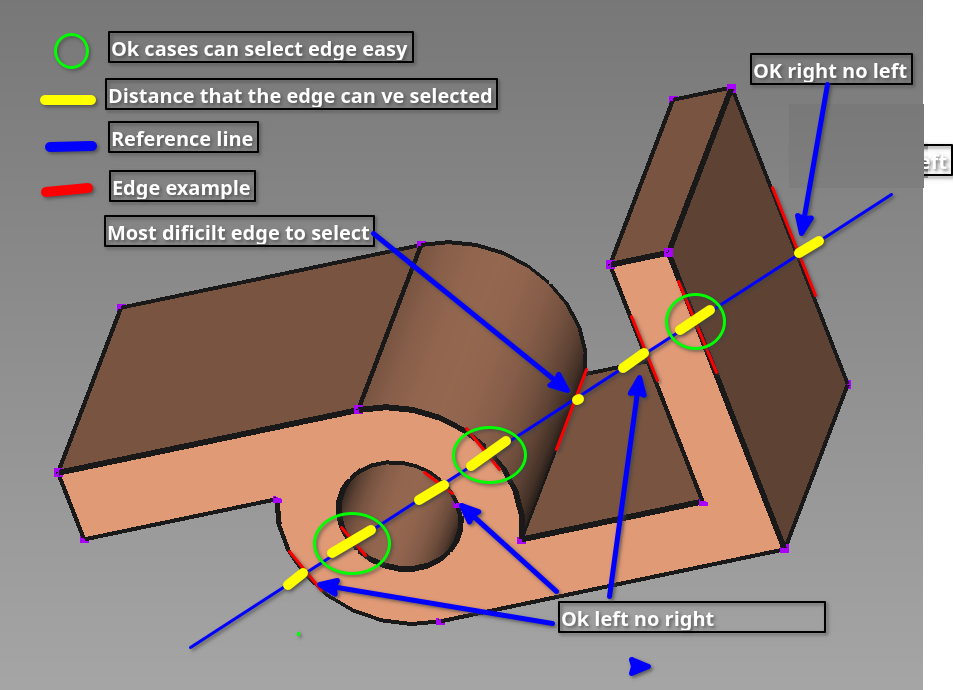 Ok cases can select edge easy
OK right no left
Distance that the edge can ve selected
Reference line
eft
Edge example
Most dificilt edge to select
Ok left no right